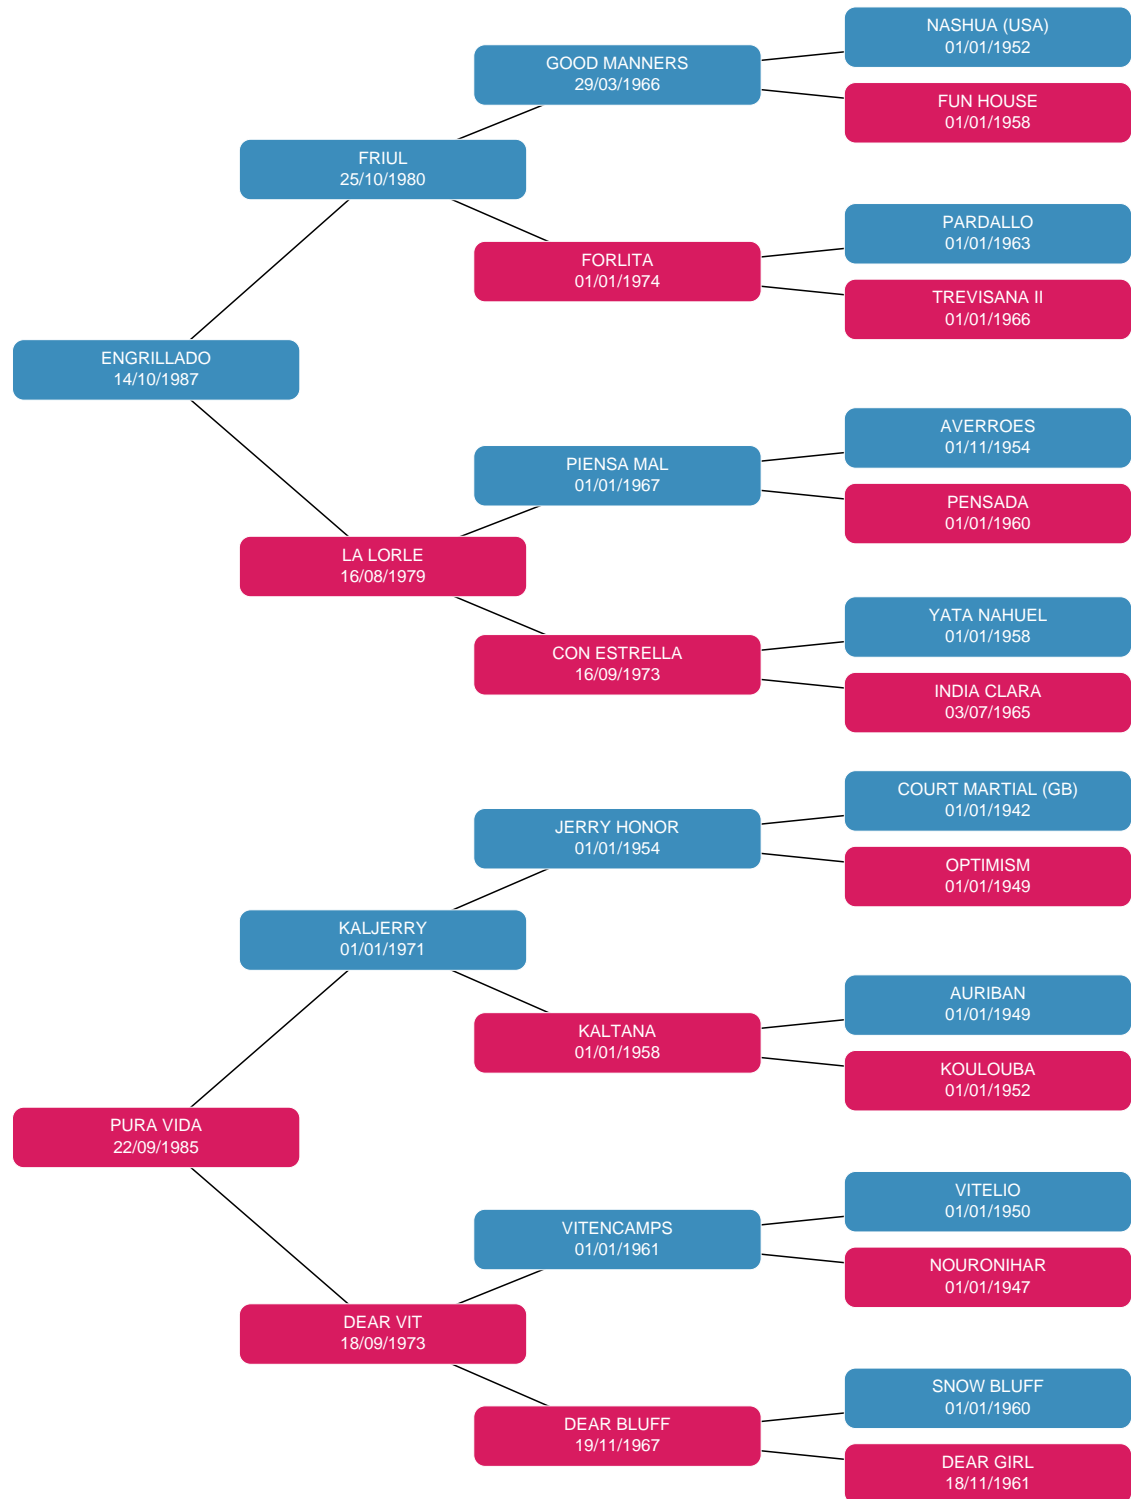 NASHUA (USA)
01/01/1952
GOOD MANNERS
29/03/1966
FUN HOUSE
01/01/1958
FRIUL
25/10/1980
PARDALLO
01/01/1963
FORLITA
01/01/1974
TREVISANA II
01/01/1966
ENGRILLADO
14/10/1987
AVERROES
01/11/1954
PIENSA MAL
01/01/1967
PENSADA
01/01/1960
LA LORLE
16/08/1979
YATA NAHUEL
01/01/1958
CON ESTRELLA
16/09/1973
INDIA CLARA
03/07/1965
COURT MARTIAL (GB)
01/01/1942
JERRY HONOR
01/01/1954
OPTIMISM
01/01/1949
KALJERRY
01/01/1971
AURIBAN
01/01/1949
KALTANA
01/01/1958
KOULOUBA
01/01/1952
PURA VIDA
22/09/1985
VITELIO
01/01/1950
VITENCAMPS
01/01/1961
NOURONIHAR
01/01/1947
DEAR VIT
18/09/1973
SNOW BLUFF
01/01/1960
DEAR BLUFF
19/11/1967
DEAR GIRL
18/11/1961